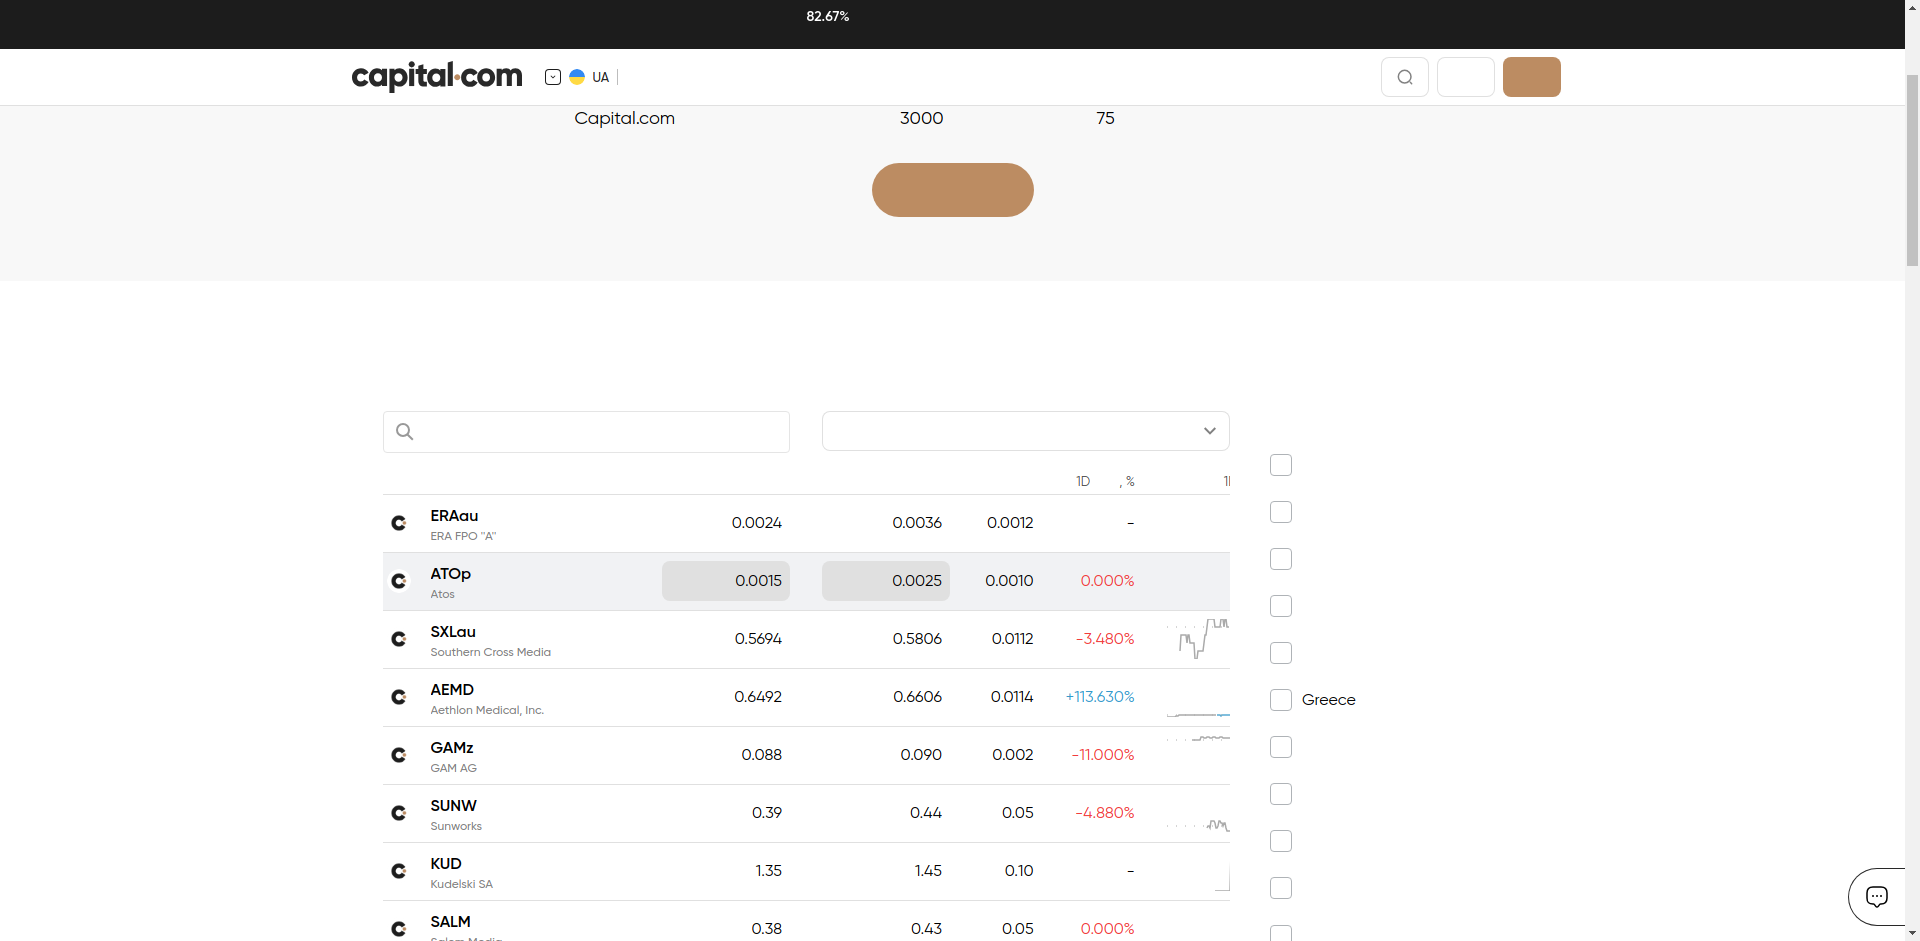 82.67%
capital.com
UA
Capital.com 3000 75
1D , %
ERAau 0.0024 0.0036 0.0012 -
ERA FPO "A"
ATOp 0.0015 0.0025 0.0010 0.000%
Atos
SXLau 0.5694 0.5806 0.0112 -3.480%
Southern Cross Media
AEMD 0.6492 0.6606 0.0114 +113.630%
Aethlon Medical, Inc.
Greece
GAMz 0.088 0.090 0.002 -11.000%
GAM AG
SUNW 0.39 0.44 0.05 -4.880%
Sunworks
KUD 1.35 1.45 0.10 -
Kudelski SA
SALM 0.38 0.43 0.05 0.000%